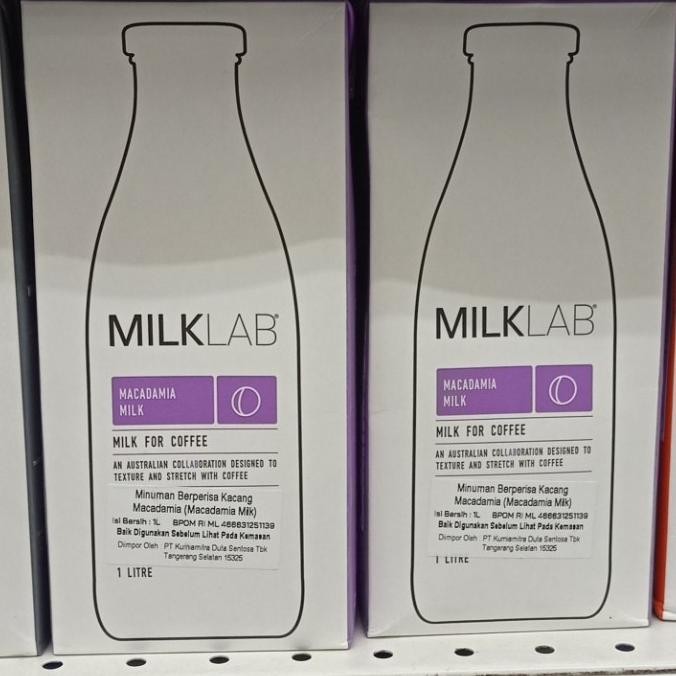 MILKLAB®
MACADAMIA
MILK
MILK FOR COFFEE
AN AUSTRALIAN COLLABORATION DESIGNED TO
TEXTURE AND STRETCH WITH COFFEE
Minuman Berperisa Kacang
Macadamia (Macadamia Milk)
Isi Bersih : 1L BPOM RI ML 466631251139
Baik Digunakan Sebelum Lihat Pada Kemasan
Diimpor Oleh : PT Kurniamitra Duta Sentosa Tbk
Tangerang Selatan 15325
1 LITRE
MILKLAB®
MACADAMIA
MILK
MILK FOR COFFEE
AN AUSTRALIAN COLLABORATION DESIGNED TO
TEXTURE AND STRETCH WITH COFFEE
Minuman Berperisa Kacang
Macadamia (Macadamia Milk)
Isi Bersih : 1L BPOM RI ML 466631251139
Baik Digunakan Sebelum Lihat Pada Kemasan
Diimpor Oleh : PT Kurniamitra Duta Sentosa Tbk
Tangerang Selatan 15325
1 LITRE